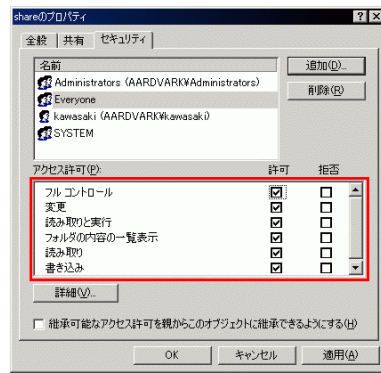 shareのプロパティ
全般 共有 セキュリティ
名前
追加(D)...
Administrators (AARDVARK¥Administrators)
削除(R)
Everyone
kawasaki (AARDVARK¥kawasaki)
SYSTEM
アクセス許可(P): 許可 拒否
フル コントロール
変更
読み取りと実行
フォルダの内容の一覧表示
読み取り
書き込み
詳細(V)...
継承可能なアクセス許可を親からこのオブジェクトに継承できるようにする(H)
OK キャンセル 適用(A)